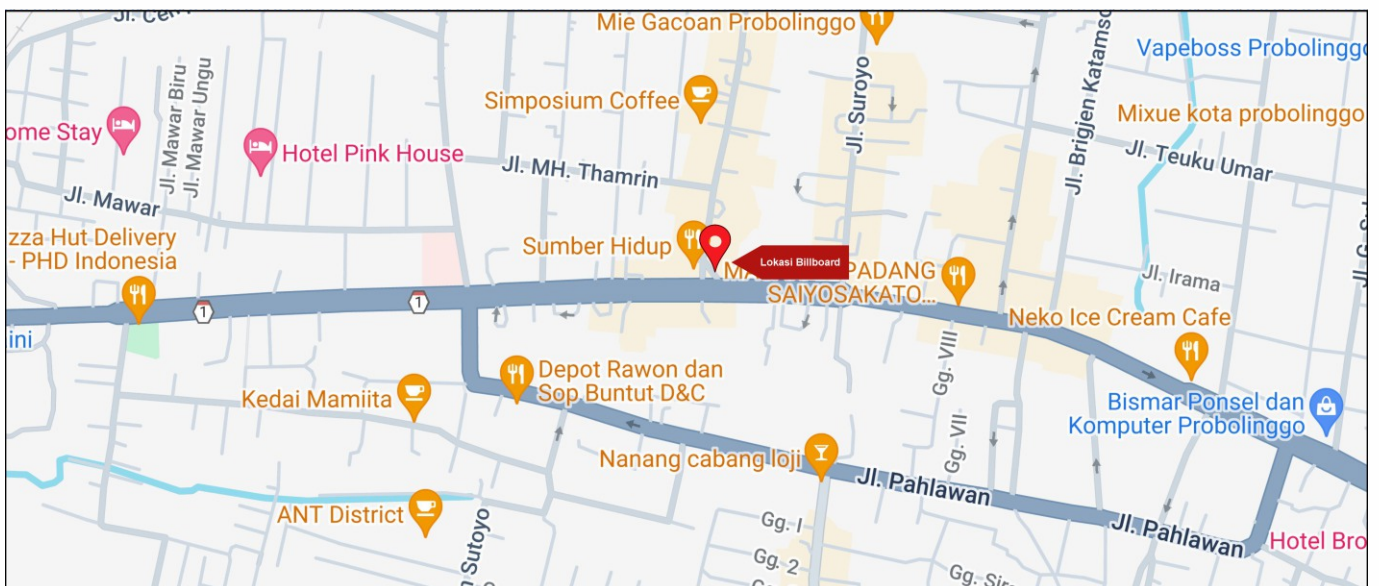 Mie Gacoan Probolinggo
Vapeboss Probolinggo
Jl. Mawar Biru
Jl. Mawar Ungu
Simposium Coffee
Jl. Suroyo
Jl. Brigjen Katamso
Mixue kota probolinggo
ome Stay
Hotel Pink House
Jl. MH. Thamrin
Jl. Teuku Umar
Jl. Mawar
zza Hut Delivery
- PHD Indonesia
Sumber Hidup
Lokasi Billboard
PADANG
SAIYOSAKATO...
Jl. Irama
1
1
Neko Ice Cream Cafe
ini
Depot Rawon dan
Sop Buntut D&C
Gg. VIII
Kedai Mamiita
Bismar Ponsel dan
Komputer Probolinggo
Gg. VII
Nanang cabang loji
Jl. Pahlawan
ANT District
Gg. I
Jl. Pahlawan
Hotel Bro
Sutoyo
Gg. 2